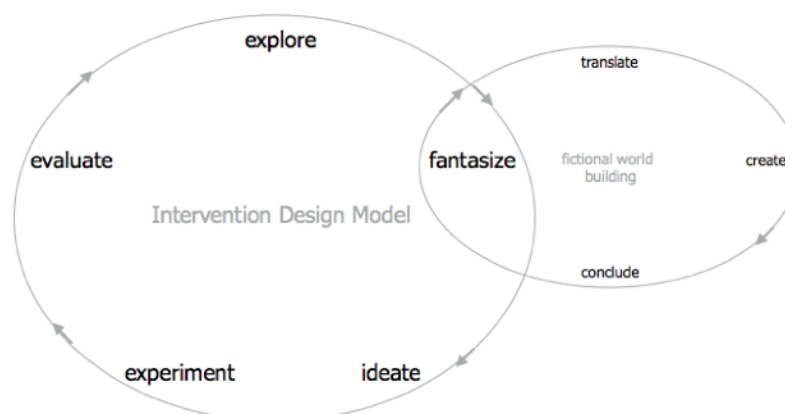 explore
translate
evaluate
fantasize
fictional world
building
create
Intervention Design Model
conclude
experiment
ideate